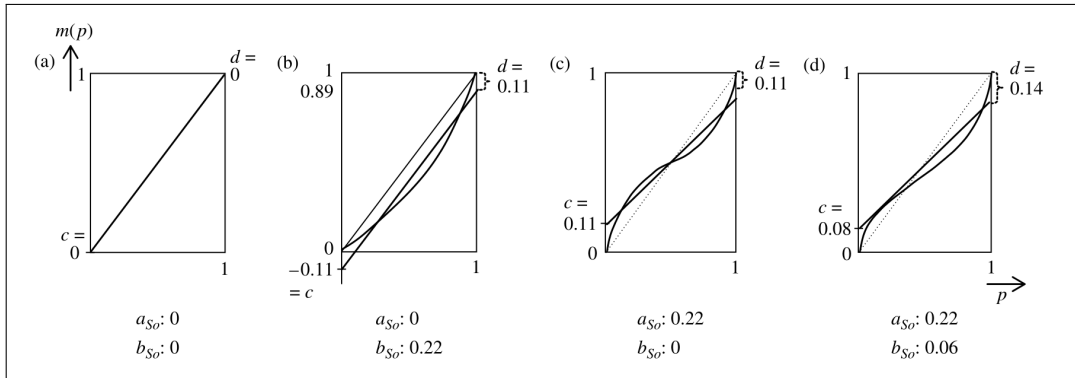 m(p)
(a)
1
d =
0
c =
0
1
a_So: 0
b_So: 0
(b)
1
0.89
d =
0.11
0
−0.11
= c
1
a_So: 0
b_So: 0.22
(c)
1
d =
0.11
c =
0.11
0
1
a_So: 0.22
b_So: 0
(d)
1
d =
0.14
c =
0.08
0
1
p
a_So: 0.22
b_So: 0.06